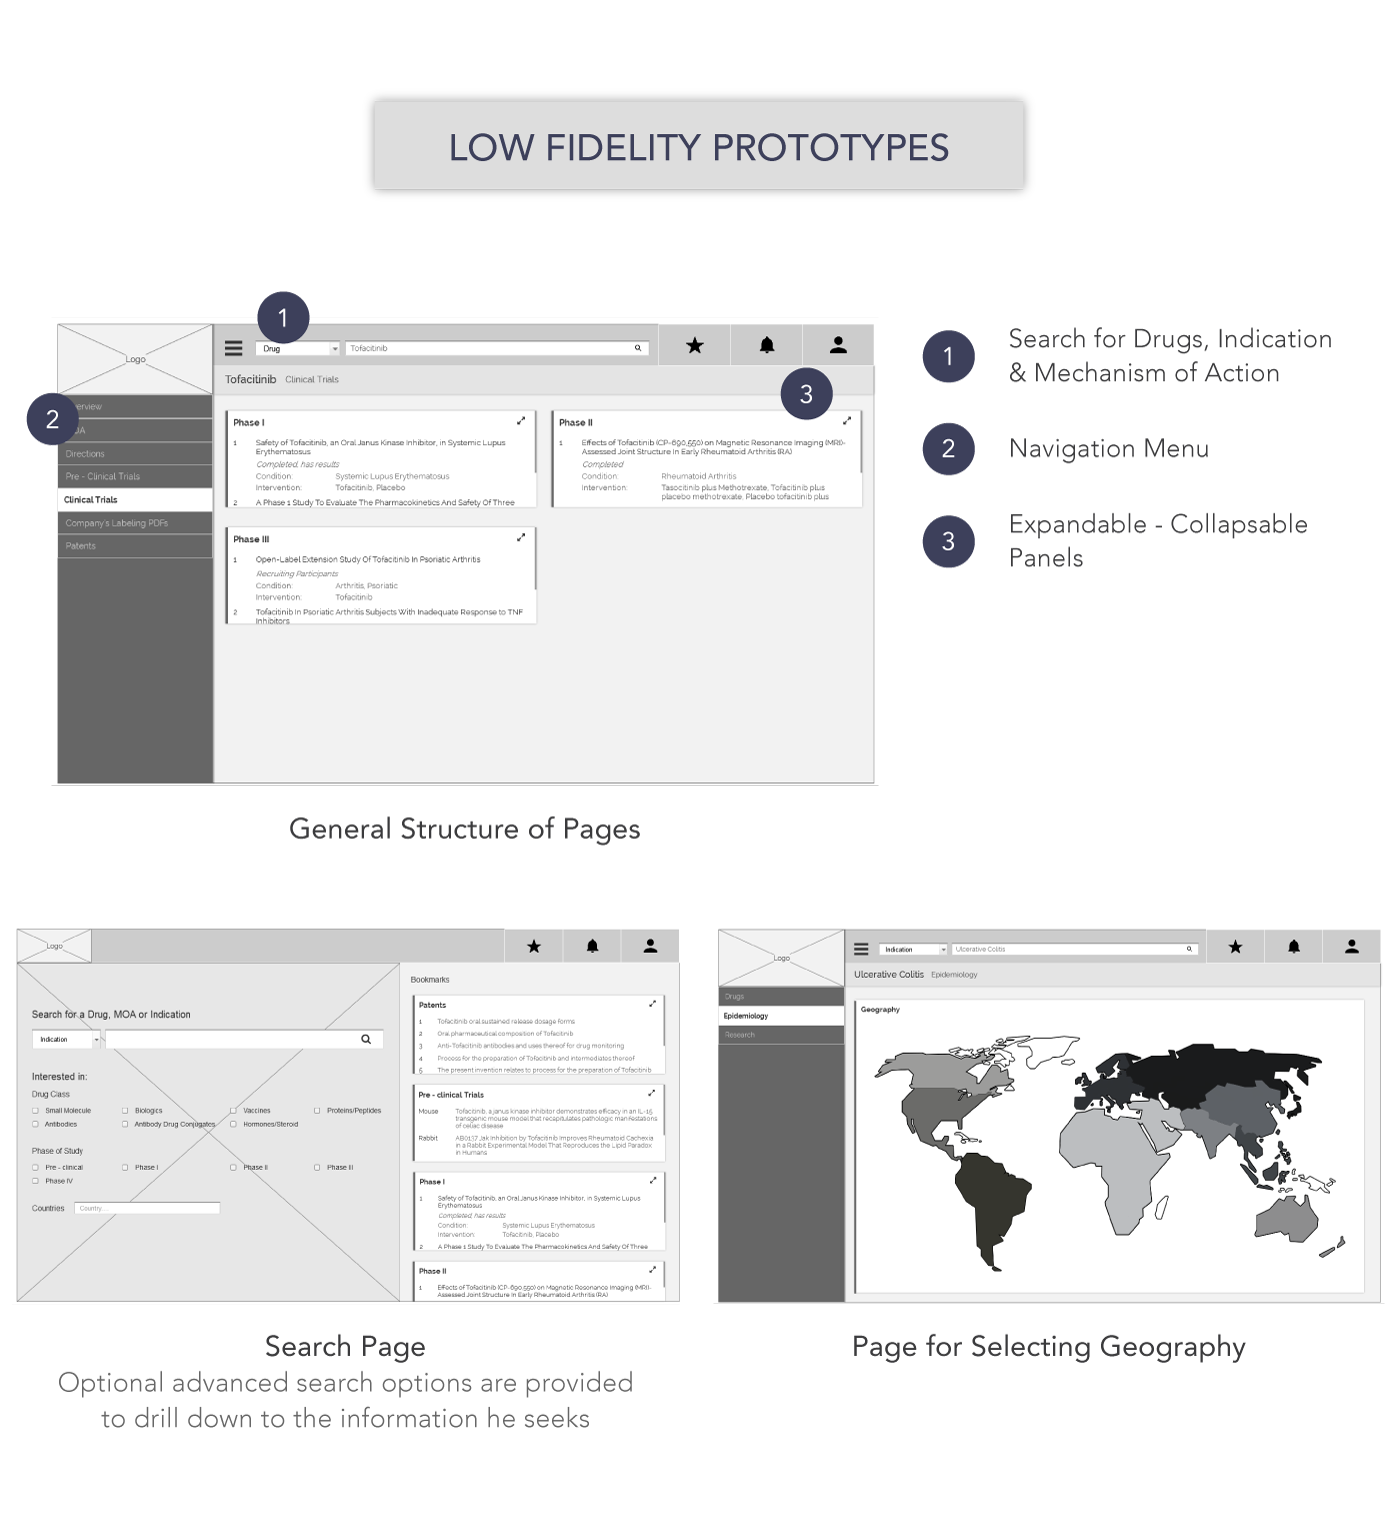 LOW FIDELITY PROTOTYPES
1
Logo
Drug
Tofacitinib
Tofacitinib Clinical Trials
3
2
Directions
Pre - Clinical Trials
Clinical Trials
Company's Labeling PDFs
Patents
Phase I
1 Safety of Tofacitinib, an Oral Janus Kinase Inhibitor, in Systemic Lupus
Erythematosus
Completed, has results
Condition: Systemic Lupus Erythematosus
Intervention: Tofacitinib, Placebo
2 A Phase 1 Study To Evaluate The Pharmacokinetics And Safety Of Three
Phase II
1 Effects of Tofacitinib (CP-690,550) on Magnetic Resonance Imaging (MRI)-
Assessed Joint Structure In Early Rheumatoid Arthritis (RA)
Completed
Condition: Rheumatoid Arthritis
Intervention: Tasocitinib plus Methotrexate, Tofacitinib plus
placebo methotrexate, Placebo tofacitinib plus
Phase III
1 Open-Label Extension Study Of Tofacitinib In Psoriatic Arthritis
Recruiting Participants
Condition: Arthritis, Psoriatic
Intervention: Tofacitinib
2 Tofacitinib In Psoriatic Arthritis Subjects With Inadequate Response to TNF
Inhibitors
1 Search for Drugs, Indication
& Mechanism of Action
2 Navigation Menu
3 Expandable - Collapsable
Panels
General Structure of Pages
Logo
Search for a Drug, MOA or Indication
Indication
Interested in:
Drug Class
Small Molecule Biologics Vaccines Proteins/Peptides
Antibodies Antibody Drug Conjugates Hormones/Steroid
Phase of Study
Pre - clinical Phase I Phase II Phase III
Phase IV
Countries Country...
Bookmarks
Patents
1 Tofacitinib oral sustained release dosage forms
2 Oral pharmaceutical composition of Tofacitinib
3 Anti-Tofacitinib antibodies and uses thereof for drug monitoring
4 Process for the preparation of Tofacitinib and intermediates thereof
5 The present invention relates to process for the preparation of Tofacitinib
Pre - clinical Trials
Mouse Tofacitinib, a janus kinase inhibitor demonstrates efficacy in an IL-15
transgenic mouse model that recapitulates pathologic manifestations
of celiac disease
Rabbit AB0137 Jak Inhibition by Tofacitinib Improves Rheumatoid Cachexia
in a Rabbit Experimental Model That Reproduces the Lipid Paradox
in Humans
Phase I
1 Safety of Tofacitinib, an Oral Janus Kinase Inhibitor, in Systemic Lupus
Erythematosus
Completed, has results
Condition: Systemic Lupus Erythematosus
Intervention: Tofacitinib, Placebo
2 A Phase 1 Study To Evaluate The Pharmacokinetics And Safety Of Three
Phase II
1 Effects of Tofacitinib (CP-690,550) on Magnetic Resonance Imaging (MRI)-
Assessed Joint Structure In Early Rheumatoid Arthritis (RA)
Search Page
Optional advanced search options are provided
to drill down to the information he seeks
Logo
Indication
Ulcerative Colitis
Ulcerative Colitis Epidemiology
Drugs
Epidemiology
Research
Geography
Page for Selecting Geography